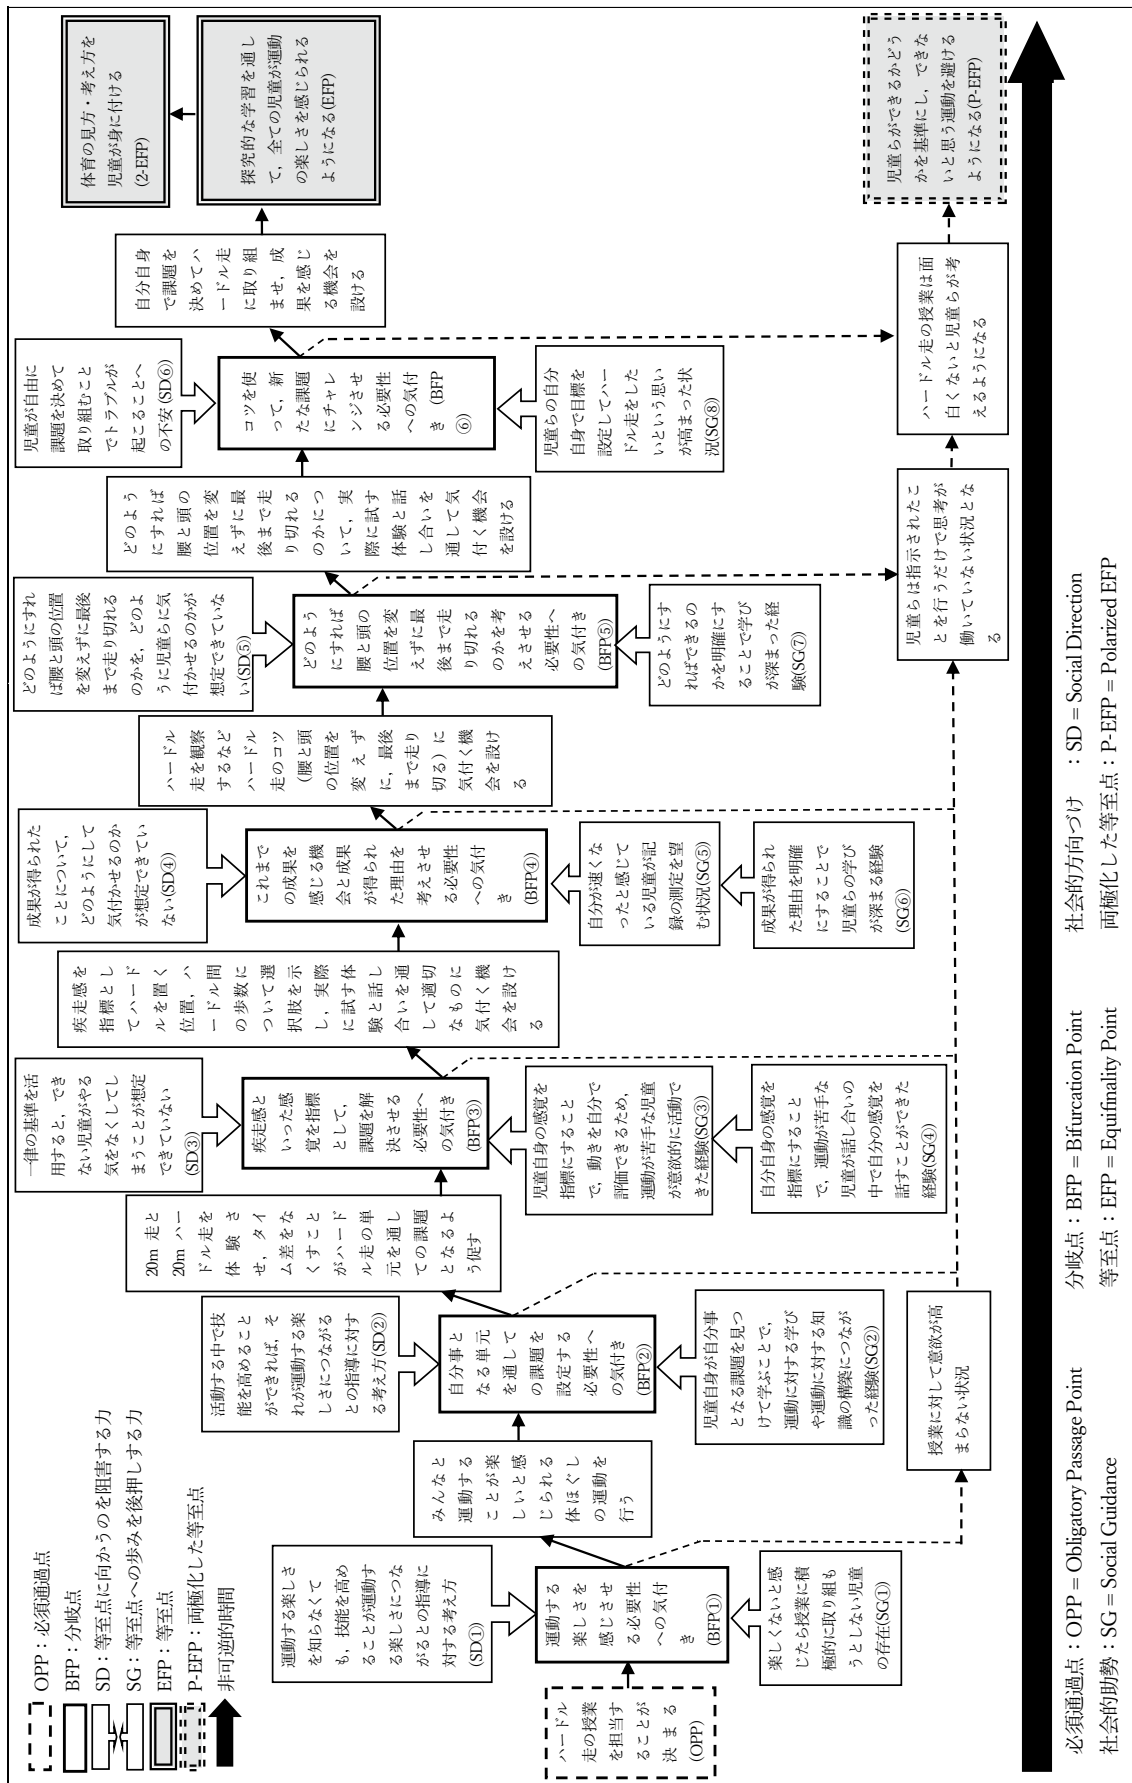 OPP：必須通過点
BFP：分岐点
SD：等至点に向かうのを阻害する力
SG：等至点への歩みを後押しする力
EFP：等至点
P-EFP：両極化した等至点
非可逆的時間
ハードル
走の授業
を担当す
ることが
決まる
(OPP)
運動する楽しさ
を知らなくて
も，技能を高め
ることが運動す
る楽しさにつな
がるとの指導に
対する考え方
(SD①)
運動する
楽しさを
感じさせ
る必要性
への気付
き
(BFP①)
楽しくないと感
じたら授業に積
極的に取り組も
うとしない児童
の存在(SG①)
みんなと
運動する
ことが楽
しいと感
じられる
体ほぐし
の運動を
行う
授業に対して意欲が高
まらない状況
活動する中で技
能を高めること
ができれば，そ
れが運動する楽
しさにつながる
との指導に対す
る考え方(SD②)
自分事と
なる単元
を通して
の課題を
設定する
必要性へ
の気付き
(BFP②)
児童自身が自分事
となる課題を見つ
けて学ぶことで，
運動に対する学び
や運動に対する知
識の構築につなが
った経験(SG②)
20m 走と
20m ハー
ドル走を
体験さ
せ，タイ
ム差をな
くすこと
がハード
ル走の単
元を通し
ての課題
となるよ
う促す
一律の基準を活
用すると，でき
ない児童がやる
気をなくしてし
まうことが想定
できていない
(SD③)
疾走感と
いった感
覚を指標
として，
課題を解
決させる
必要性へ
の気付き
(BFP③)
児童自身の感覚を
指標にすること
で，動きを自分で
評価できるため，
運動が苦手な児童
が意欲的に活動で
きた経験(SG③)
自分自身の感覚を
指標にすること
で，運動が苦手な
児童が話し合いの
中で自分の感覚を
話すことができた
経験(SG④)
疾走感を
指標とし
てハード
ルを置く
位置，ハ
ードル間
の歩数に
ついて選
択肢を示
し，実際
に試す体
験と話し
合いを通
して適切
なものに
気付く機
会を設け
る
成果が得られた
ことについて，
どのようにして
気付かせるのか
が想定できてい
ない(SD④)
これまで
の成果を
感じる機
会と成果
が得られ
た理由を
考えさせ
る必要性
への気付
き
(BFP④)
自分が速くな
ったと感じて
いる児童が記
録の測定を望
む状況(SG⑤)
成果が得られ
た理由を明確
にすることで
児童らの学び
が深まる経験
(SG⑥)
ハードル
走を観察
するなど
ハードル
走のコツ
(腰と頭
の位置を
変えず
に，最後
まで走り
切る)に
気付く機
会を設け
る
どのようにすれ
ば腰と頭の位置
を変えずに最後
まで走り切れる
のかを，どのよ
うに児童らに気
付かせるのかが
想定できていな
い(SD⑤)
どのよう
にすれば
腰と頭の
位置を変
えずに最
後まで走
り切れる
のかを考
えさせる
必要性へ
の気付き
(BFP⑤)
どのようにす
ればできるの
かを明確にす
ることで学び
が深まった経
験(SG⑦)
どのよう
にすれば
腰と頭の
位置を変
えずに最
後まで走
り切れる
のかにつ
いて，実
際に試す
体験と話
し合いを
通して気
付く機会
を設ける
児童らは指示されたこ
とを行うだけで思考が
働いていない状況とな
る
児童が自由に
課題を決めて
取り組むこと
でトラブルが
起こることへ
の不安(SD⑥)
コツを使
って，新
たな課題
にチャレ
ンジさせ
る必要性
への気付
き(BFP
⑥)
児童らの自分
自身で目標を
設定してハー
ドル走をした
いという思い
が高まった状
況(SG⑧)
自分自身
で課題を
決めてハ
ードル走
に取り組
ませ，成
果を感じ
る機会を
設ける
ハードル走の授業は面
白くないと児童らが考
えるようになる
体育の見方・考え方を
児童が身に付ける
(2-EFP)
探究的な学習を通し
て，全ての児童が運動
の楽しさを感じられる
ようになる(EFP)
児童らができるかどう
かを基準にし，できな
いと思う運動を避ける
ようになる(P-EFP)
必須通過点：OPP = Obligatory Passage Point　分岐点：BFP = Bifurcation Point　社会的方向づけ　：SD = Social Direction
社会的助勢：SG = Social Guidance　等至点：EFP = Equifinality Point　両極化した等至点：P-EFP = Polarized EFP